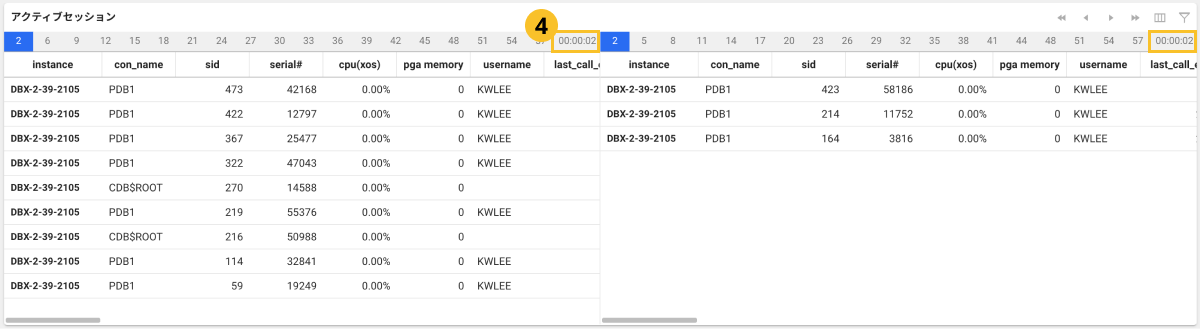 アクティブセッション
4
2 6 9 12 15 18 21 24 27 30 33 36 39 42 45 48 51 54 00:00:02 2 5 8 11 14 17 20 23 26 29 32 35 38 41 44 48 51 54 57 00:00:02
instance con_name sid serial# cpu(xos) pga memory username last_call_ instance con_name sid serial# cpu(xos) pga memory username last_call_
DBX-2-39-2105 PDB1 473 42168 0.00% 0 KWLEE DBX-2-39-2105 PDB1 423 58186 0.00% 0 KWLEE
DBX-2-39-2105 PDB1 422 12797 0.00% 0 KWLEE DBX-2-39-2105 PDB1 214 11752 0.00% 0 KWLEE
DBX-2-39-2105 PDB1 367 25477 0.00% 0 KWLEE DBX-2-39-2105 PDB1 164 3816 0.00% 0 KWLEE
DBX-2-39-2105 PDB1 322 47043 0.00% 0 KWLEE
DBX-2-39-2105 CDB$ROOT 270 14588 0.00% 0
DBX-2-39-2105 PDB1 219 55376 0.00% 0 KWLEE
DBX-2-39-2105 CDB$ROOT 216 50988 0.00% 0
DBX-2-39-2105 PDB1 114 32841 0.00% 0 KWLEE
DBX-2-39-2105 PDB1 59 19249 0.00% 0 KWLEE